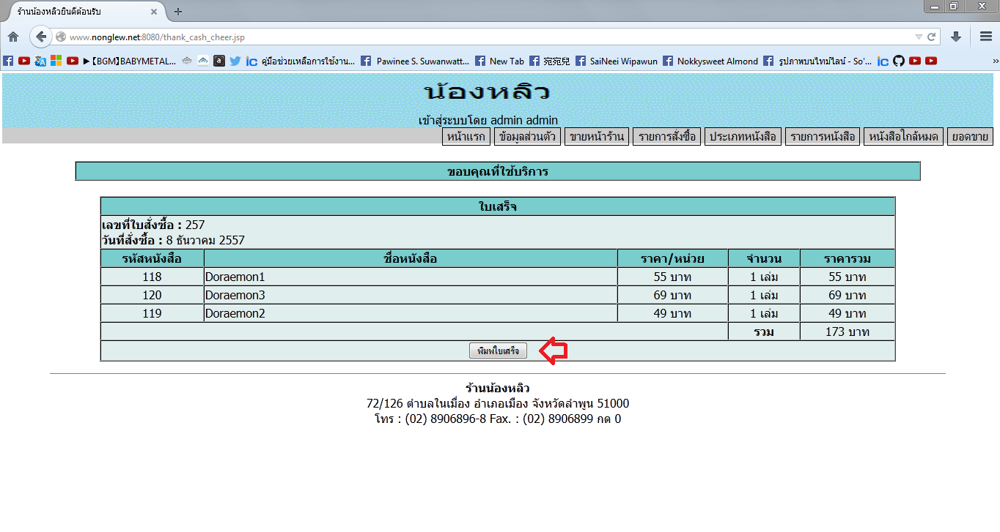 ร้านน้องหลิวยินดีต้อนรับ
www.nonglew.net:8080/thank_cash_cheer.jsp
【BGM】BABYMETAL... a ic คู่มือช่วยเหลือการใช้งาน... Pawinee S. Suwanwatt... New Tab 宛宛兒 SaiNeei Wipawun Nokkysweet Almond รูปภาพบนไทม์ไลน์ - So'... ic
น้องหลิว
เข้าสู่ระบบโดย admin admin
หน้าแรก ข้อมูลส่วนตัว ขายหน้าร้าน รายการสั่งซื้อ ประเภทหนังสือ รายการหนังสือ หนังสือใกล้หมด ยอดขาย
ขอบคุณที่ใช้บริการ
ใบเสร็จ
เลขที่ใบสั่งซื้อ : 257
วันที่สั่งซื้อ : 8 ธันวาคม 2557
รหัสหนังสือ ชื่อหนังสือ ราคา/หน่วย จำนวน ราคารวม
118 Doraemon1 55 บาท 1 เล่ม 55 บาท
120 Doraemon3 69 บาท 1 เล่ม 69 บาท
119 Doraemon2 49 บาท 1 เล่ม 49 บาท
รวม 173 บาท
พิมพ์ใบเสร็จ
ร้านน้องหลิว
72/126 ตำบลในเมื่อง อำเภอเมือง จังหวัดลำพูน 51000
โทร : (02) 8906896-8 Fax. : (02) 8906899 กด 0